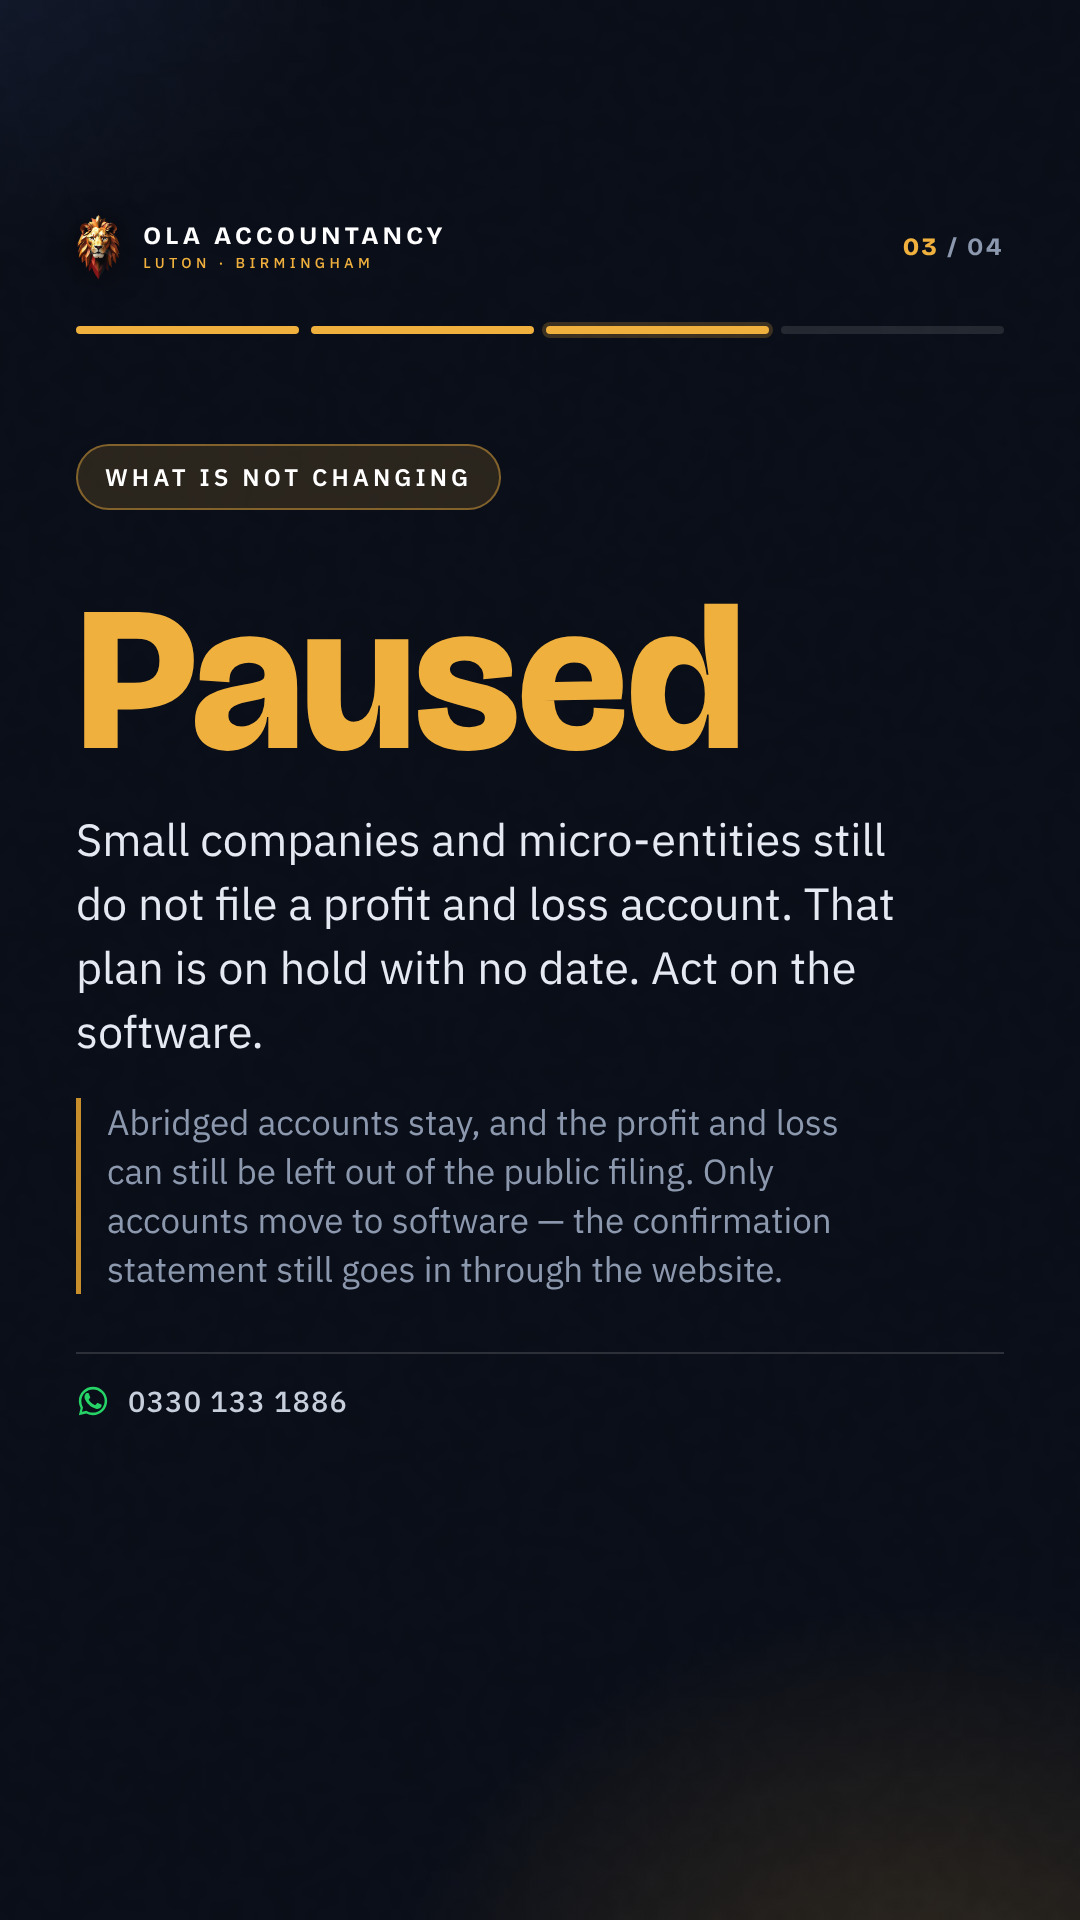 OLA ACCOUNTANCY
LUTON · BIRMINGHAM
03 / 04
WHAT IS NOT CHANGING
Paused
Small companies and micro-entities still
do not file a profit and loss account. That
plan is on hold with no date. Act on the
software.
Abridged accounts stay, and the profit and loss
can still be left out of the public filing. Only
accounts move to software — the confirmation
statement still goes in through the website.
0330 133 1886